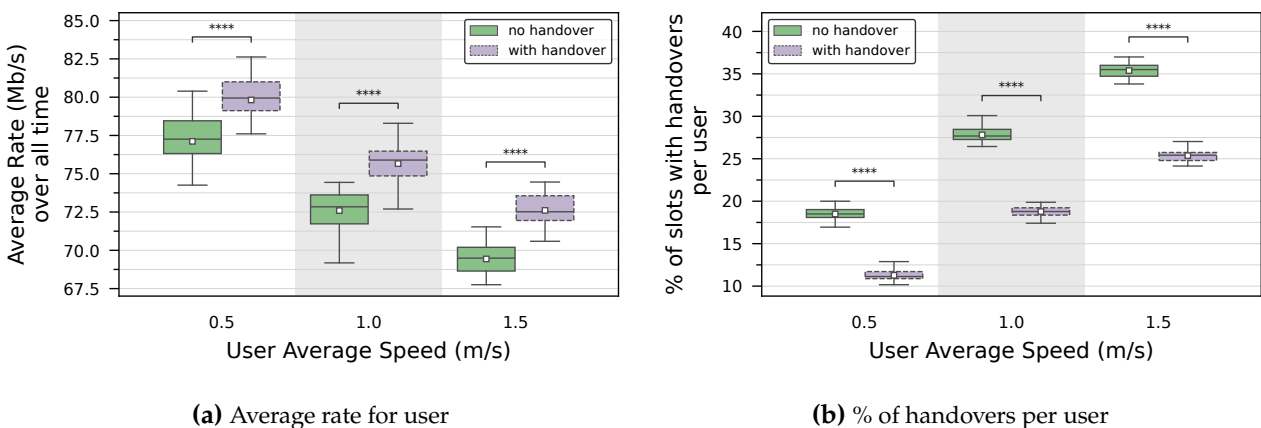 85.0
82.5
80.0
77.5
75.0
72.5
70.0
67.5
Average Rate (Mb/s)
over all time
no handover
with handover
****
****
****
0.5
1.0
1.5
User Average Speed (m/s)
(a) Average rate for user
40
35
30
25
20
15
10
% of slots with handovers
per user
no handover
with handover
****
****
****
0.5
1.0
1.5
User Average Speed (m/s)
(b) % of handovers per user